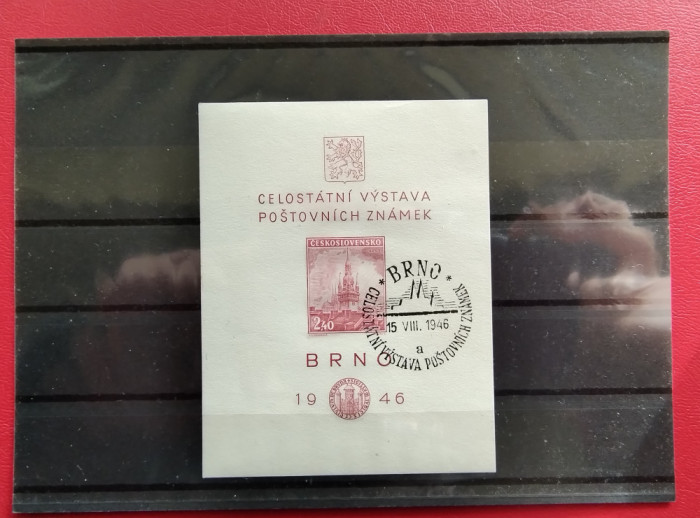 CELOSTÁTNÍ VÝSTAVA
POŠTOVNÍCH ZNÁMEK
ČESKOSLOVENSKO
2,40
* BRNO *
15 VIII. 1946
a
CELOSTÁTNÍ VÝSTAVA POŠTOVNÍCH ZNÁMEK
BRNO
19 46